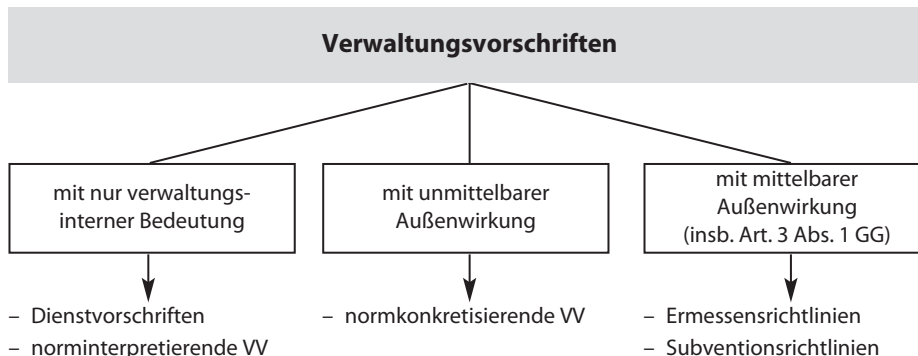 Verwaltungsvorschriften
mit nur verwaltungs-
interner Bedeutung
mit unmittelbarer
Außenwirkung
mit mittelbarer
Außenwirkung
(insb. Art. 3 Abs. 1 GG)
– Dienstvorschriften
– norminterpretierende VV
– normkonkretisierende VV
– Ermessensrichtlinien
– Subventionsrichtlinien